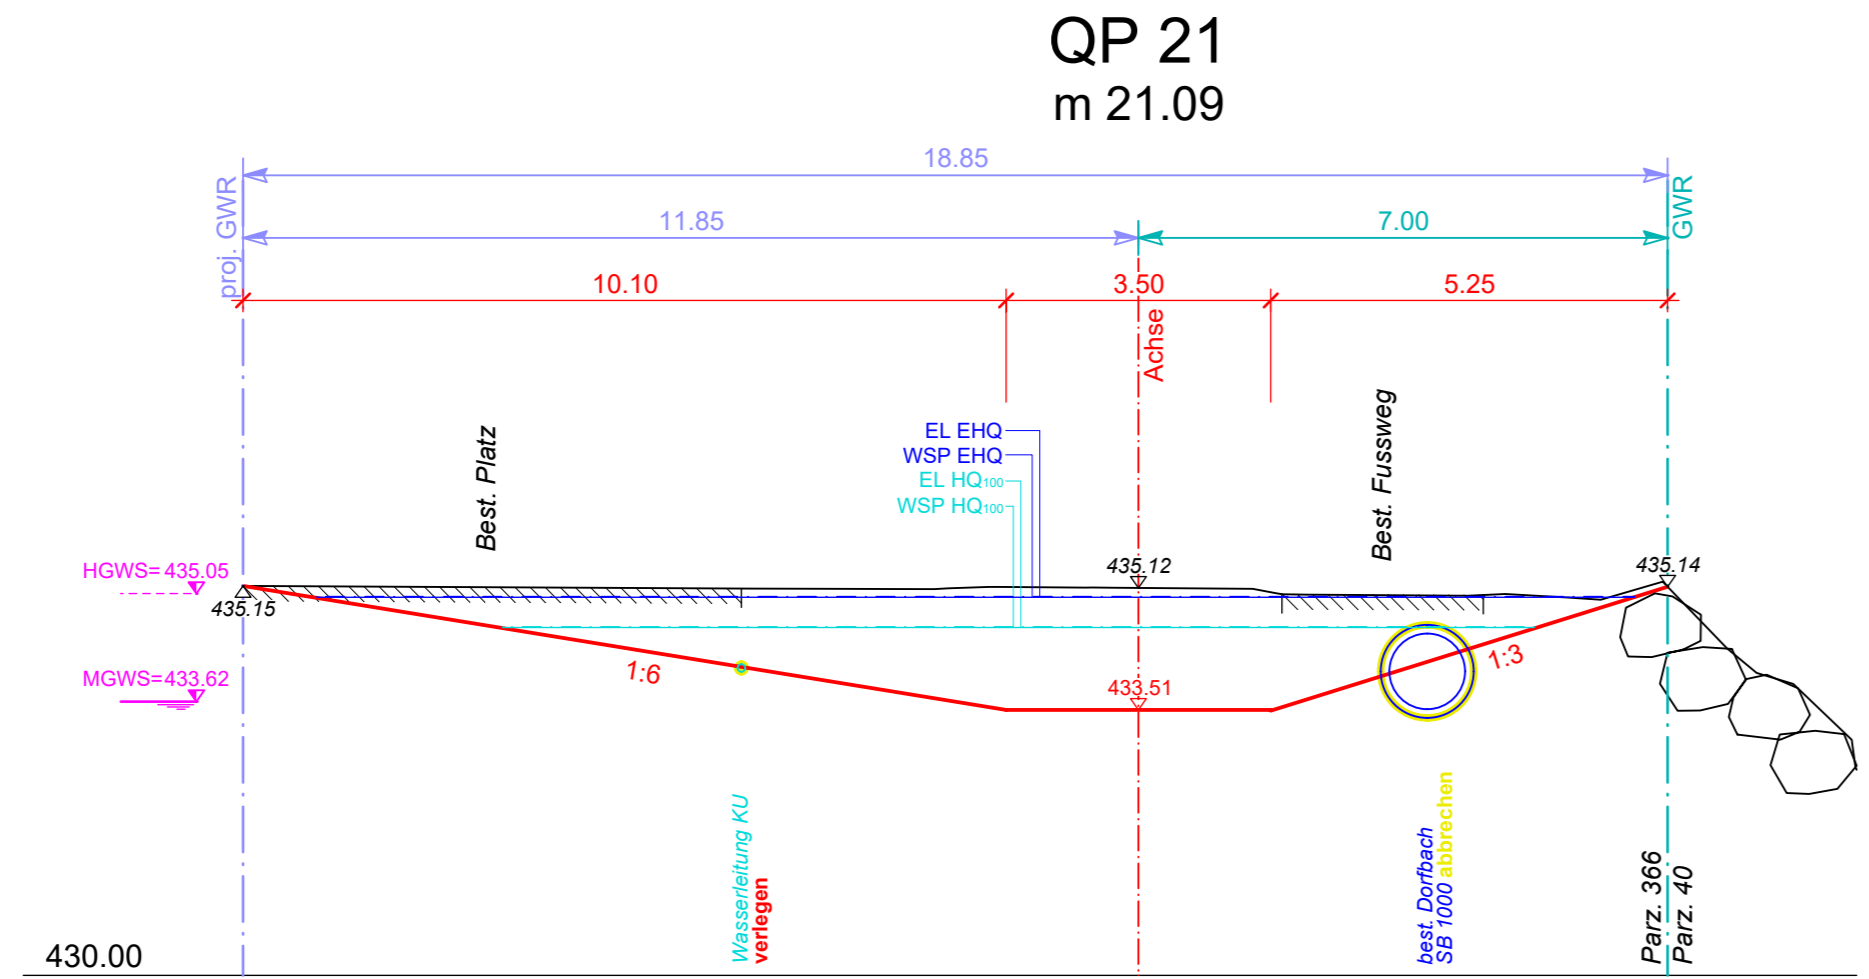 QP 21
m 21.09
18.85
11.85
7.00
proj. GWR
GWR
10.10
3.50
5.25
Achse
Best. Platz
Best. Fussweg
EL EHQ
WSP EHQ
EL HQ100
WSP HQ100
HGWS= 435.05
435.15
435.12
435.14
MGWS=433.62
1:6
433.51
1:3
Wasserleitung KU
verlegen
best. Dorfbach
SB 1000 abbrechen
Parz. 366
Parz. 40
430.00